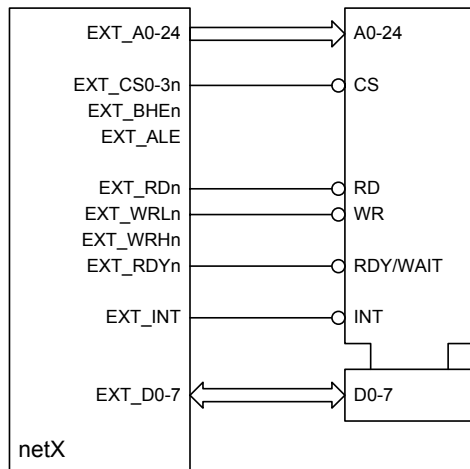 EXT_A0-24 A0-24
EXT_CS0-3n CS
EXT_BHEn
EXT_ALE
EXT_RDn RD
EXT_WRLn WR
EXT_WRHn
EXT_RDYn RDY/WAIT
EXT_INT INT
EXT_D0-7 D0-7
netX